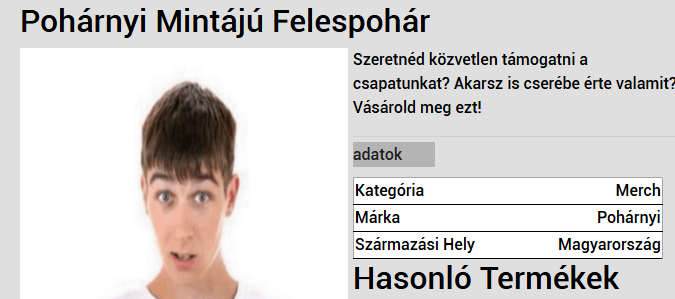 Pohárnyi Mintájú Felespohár
Szeretnéd közvetlen támogatni a
csapatunkat? Akarsz is cserébe érte valamit?
Vásárold meg ezt!
adatok
Kategória Merch
Márka Pohárnyi
Származási Hely Magyarország
Hasonló Termékek